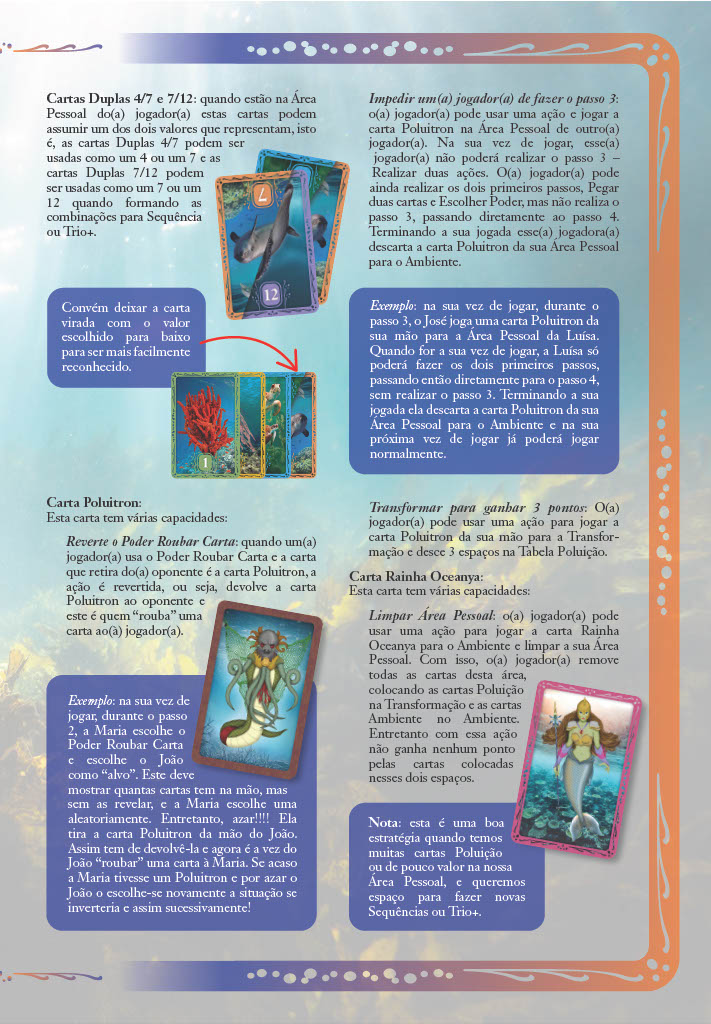 Cartas Duplas 4/7 e 7/12: quando estão na Área
Pessoal do(a) jogador(a) estas cartas podem
assumir um dos dois valores que representam, isto
é, as cartas Duplas 4/7 podem ser
usadas como um 4 ou um 7 e as
cartas Duplas 7/12 podem
ser usadas como um 7 ou um
12 quando formando as
combinações para Sequência
ou Trio+.
7
12
Convém deixar a carta
virada com o valor
escolhido para baixo
para ser mais facilmente
reconhecido.
1
Carta Poluitron:
Esta carta tem várias capacidades:
Reverte o Poder Roubar Carta: quando um(a)
jogador(a) usa o Poder Roubar Carta e a carta
que retira do(a) oponente é a carta Poluitron, a
ação é revertida, ou seja, devolve a carta
Poluitron ao oponente e
este é quem “rouba” uma
carta ao(à) jogador(a).
Exemplo: na sua vez de
jogar, durante o passo
2, a Maria escolhe o
Poder Roubar Carta
e escolhe o João
como “alvo”. Este deve
mostrar quantas cartas tem na mão, mas
sem as revelar, e a Maria escolhe uma
aleatoriamente. Entretanto, azar!!!! Ela
tira a carta Poluitron da mão do João.
Assim tem de devolvê-la e agora é a vez do
João “roubar” uma carta à Maria. Se acaso
a Maria tivesse um Poluitron e por azar o
João o escolhe-se novamente a situação se
inverteria e assim sucessivamente!
Impedir um(a) jogador(a) de fazer o passo 3:
o(a) jogador(a) pode usar uma ação e jogar a
carta Poluitron na Área Pessoal de outro(a)
jogador(a). Na sua vez de jogar, esse(a)
jogador(a) não poderá realizar o passo 3 –
Realizar duas ações. O(a) jogador(a) pode
ainda realizar os dois primeiros passos, Pegar
duas cartas e Escolher Poder, mas não realiza o
passo 3, passando diretamente ao passo 4.
Terminando a sua jogada esse(a) jogadora(a)
descarta a carta Poluitron da sua Área Pessoal
para o Ambiente.
Exemplo: na sua vez de jogar, durante o
passo 3, o José joga uma carta Poluitron da
sua mão para a Área Pessoal da Luísa.
Quando for a sua vez de jogar, a Luísa só
poderá fazer os dois primeiros passos,
passando então diretamente para o passo 4,
sem realizar o passo 3. Terminando a sua
jogada ela descarta a carta Poluitron da sua
Área Pessoal para o Ambiente e na sua
próxima vez de jogar já poderá jogar
normalmente.
Transformar para ganhar 3 pontos: O(a)
jogador(a) pode usar uma ação para jogar a
carta Poluitron da sua mão para a Transfor-
mação e desce 3 espaços na Tabela Poluição.
Carta Rainha Oceanya:
Esta carta tem várias capacidades:
Limpar Área Pessoal: o(a) jogador(a) pode
usar uma ação para jogar a carta Rainha
Oceanya para o Ambiente e limpar a sua Área
Pessoal. Com isso, o(a) jogador(a) remove
todas as cartas desta área,
colocando as cartas Poluição
na Transformação e as cartas
Ambiente no Ambiente.
Entretanto com essa ação
não ganha nenhum ponto
pelas cartas colocadas
nesses dois espaços.
Nota: esta é uma boa
estratégia quando temos
muitas cartas Poluição
ou de pouco valor na nossa
Área Pessoal, e queremos
espaço para fazer novas
Sequências ou Trio+.